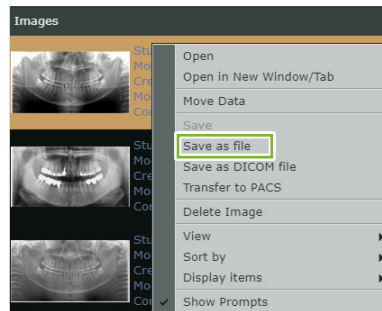 Images
Open
Open in New Window/Tab
Move Data
Save
Save as file
Save as DICOM file
Transfer to PACS
Delete Image
View
Sort by
Display items
Show Prompts